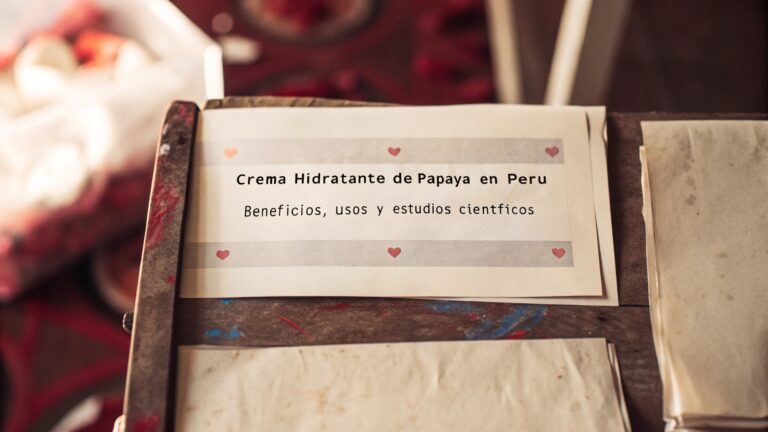 Crema Hidratante de Papaya en Peru
Beneficios, usos y estudios cientficos